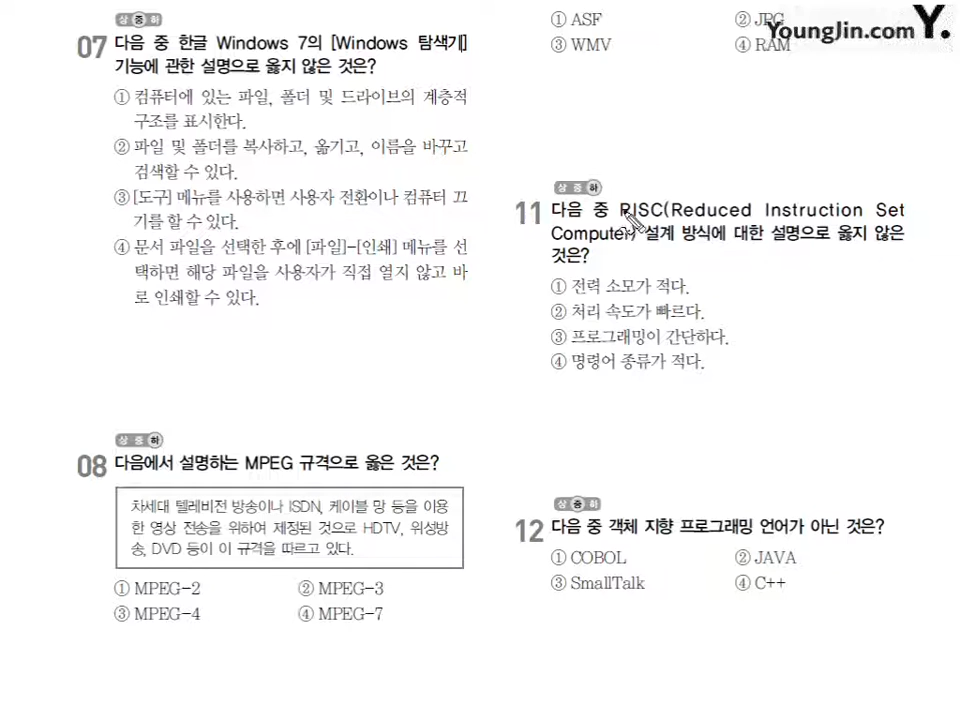 상 중 하
07 다음 중 한글 Windows 7의 [Windows 탐색기]
기능에 관한 설명으로 옳지 않은 것은?
① 컴퓨터에 있는 파일, 폴더 및 드라이브의 계층적
구조를 표시한다.
② 파일 및 폴더를 복사하고, 옮기고, 이름을 바꾸고
검색할 수 있다.
③ [도구] 메뉴를 사용하면 사용자 전환이나 컴퓨터 끄
기를 할 수 있다.
④ 문서 파일을 선택한 후에 [파일]-[인쇄] 메뉴를 선
택하면 해당 파일을 사용자가 직접 열지 않고 바
로 인쇄할 수 있다.
상 중 하
08 다음에서 설명하는 MPEG 규격으로 옳은 것은?
차세대 텔레비전 방송이나 ISDN, 케이블 망 등을 이용
한 영상 전송을 위하여 제정된 것으로 HDTV, 위성방
송, DVD 등이 이 규격을 따르고 있다.
① MPEG-2 ② MPEG-3
③ MPEG-4 ④ MPEG-7
① ASF ② JPG
③ WMV ④ RAM
YoungJin.com Y.
상 중 하
11 다음 중 RISC(Reduced Instruction Set
Computer) 설계 방식에 대한 설명으로 옳지 않은
것은?
① 전력 소모가 적다.
② 처리 속도가 빠르다.
③ 프로그래밍이 간단하다.
④ 명령어 종류가 적다.
상 중 하
12 다음 중 객체 지향 프로그래밍 언어가 아닌 것은?
① COBOL ② JAVA
③ SmallTalk ④ C++